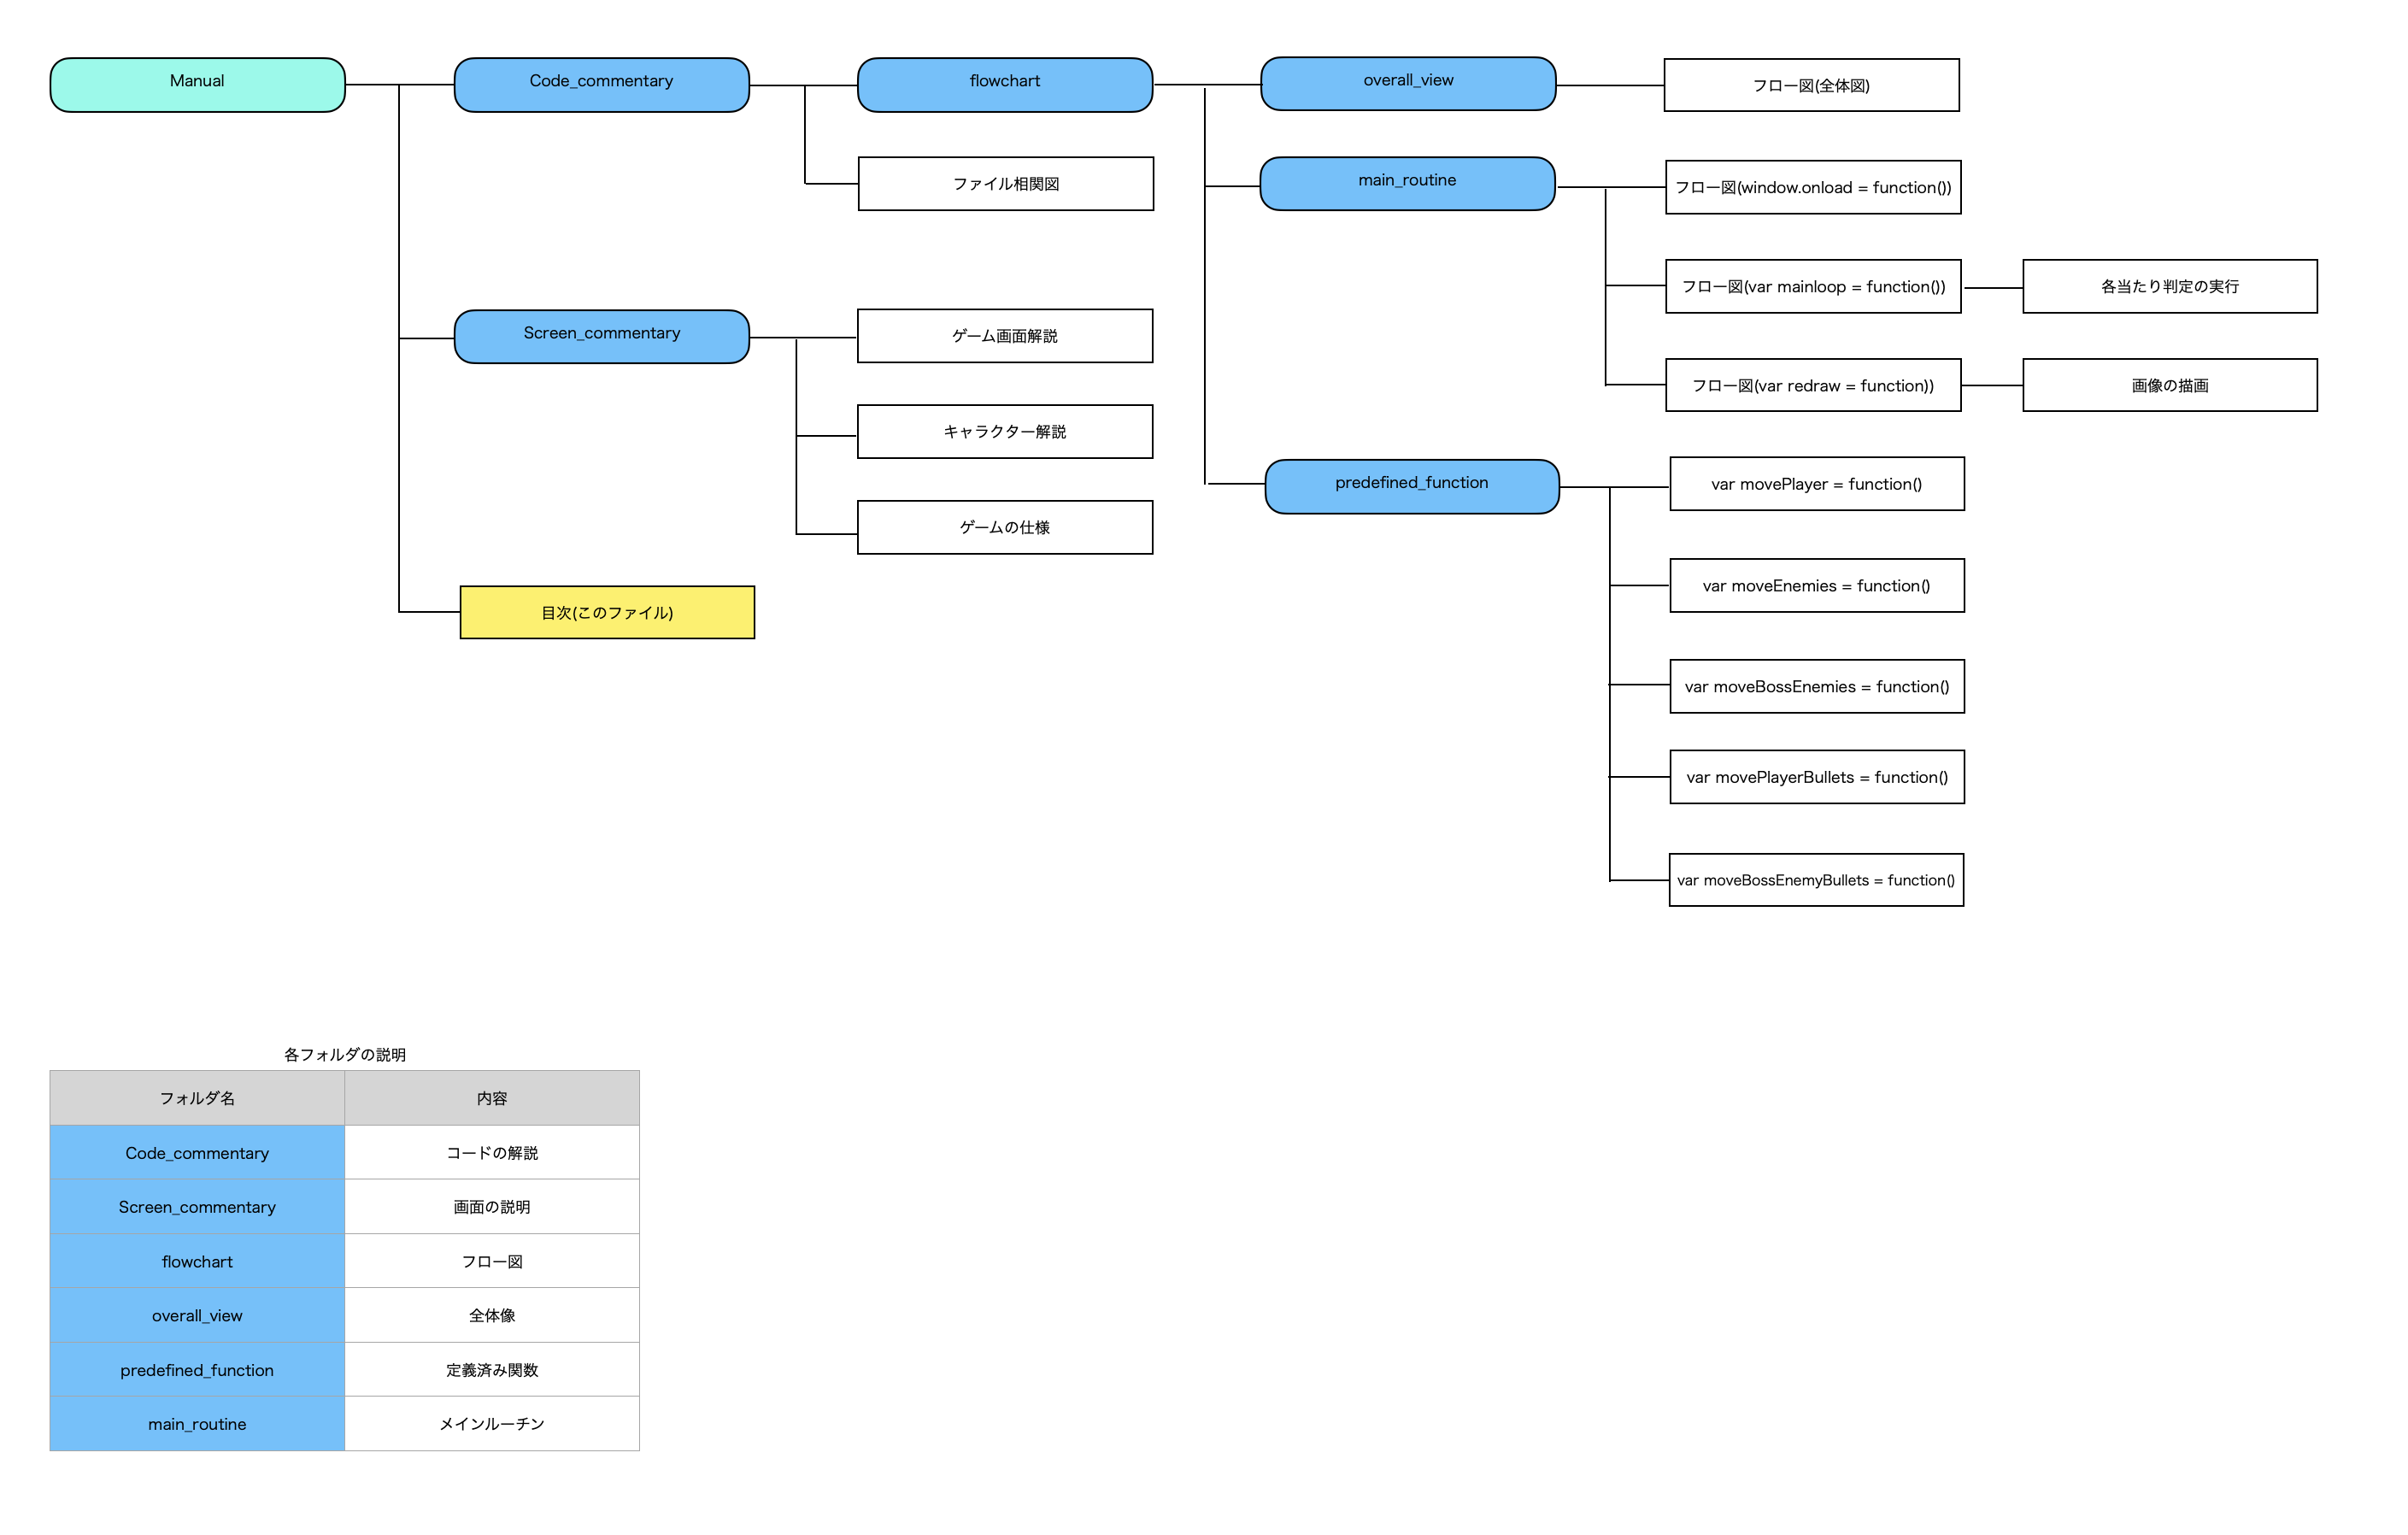 Manual
Code_commentary
flowchart
overall_view
フロー図(全体図)
ファイル相関図
main_routine
フロー図(window.onload = function())
フロー図(var mainloop = function())
各当たり判定の実行
フロー図(var redraw = function))
画像の描画
predefined_function
var movePlayer = function()
var moveEnemies = function()
var moveBossEnemies = function()
var movePlayerBullets = function()
var moveBossEnemyBullets = function()
Screen_commentary
ゲーム画面解説
キャラクター解説
ゲームの仕様
目次(このファイル)
各フォルダの説明
フォルダ名 内容
Code_commentary コードの解説
Screen_commentary 画面の説明
flowchart フロー図
overall_view 全体像
predefined_function 定義済み関数
main_routine メインルーチン